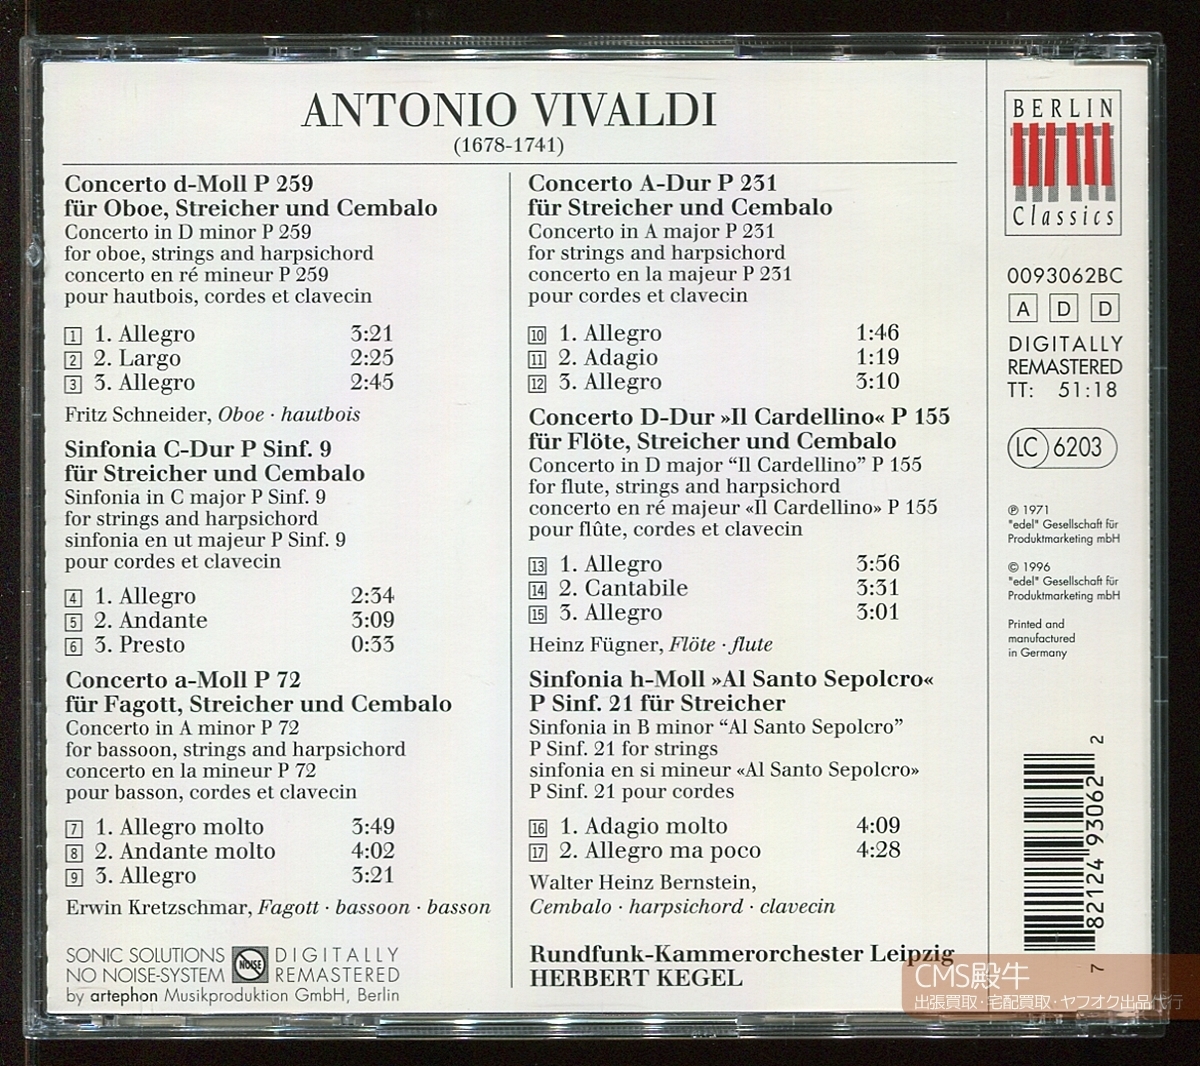 ANTONIO VIVALDI
(1678-1741)
Concerto d-Moll P 259
für Oboe, Streicher und Cembalo
Concerto in D minor P 259
for oboe, strings and harpsichord
concerto en ré mineur P 259
pour hautbois, cordes et clavecin
1 1. Allegro 3:21
2 2. Largo 2:25
3 3. Allegro 2:45
Fritz Schneider, Oboe · hautbois
Sinfonia C-Dur P Sinf. 9
für Streicher und Cembalo
Sinfonia in C major P Sinf. 9
for strings and harpsichord
sinfonia en ut majeur P Sinf. 9
pour cordes et clavecin
4 1. Allegro 2:34
5 2. Andante 3:09
6 3. Presto 0:33
Concerto a-Moll P 72
für Fagott, Streicher und Cembalo
Concerto in A minor P 72
for bassoon, strings and harpsichord
concerto en la mineur P 72
pour basson, cordes et clavecin
7 1. Allegro molto 3:49
8 2. Andante molto 4:02
9 3. Allegro 3:21
Erwin Kretzschmar, Fagott · bassoon · basson
SONIC SOLUTIONS NOISE DIGITALLY
NO NOISE-SYSTEM REMASTERED
by artephon Musikproduktion GmbH, Berlin
Concerto A-Dur P 231
für Streicher und Cembalo
Concerto in A major P 231
for strings and harpsichord
concerto en la majeur P 231
pour cordes et clavecin
10 1. Allegro 1:46
11 2. Adagio 1:19
12 3. Allegro 3:10
Concerto D-Dur »Il Cardellino« P 155
für Flöte, Streicher und Cembalo
Concerto in D major “Il Cardellino” P 155
for flute, strings and harpsichord
concerto en ré majeur «Il Cardellino» P 155
pour flûte, cordes et clavecin
13 1. Allegro 3:56
14 2. Cantabile 3:31
15 3. Allegro 3:01
Heinz Fügner, Flöte · flute
Sinfonia h-Moll »Al Santo Sepolcro«
P Sinf. 21 für Streicher
Sinfonia in B minor “Al Santo Sepolcro”
P Sinf. 21 for strings
sinfonia en si mineur «Al Santo Sepolcro»
P Sinf. 21 pour cordes
16 1. Adagio molto 4:09
17 2. Allegro ma poco 4:28
Walter Heinz Bernstein,
Cembalo · harpsichord · clavecin
Rundfunk-Kammerorchester Leipzig
HERBERT KEGEL
BERLIN
Classics
0093062BC
A D D
DIGITALLY
REMASTERED
TT: 51:18
LC 6203
℗ 1971
"edel" Gesellschaft für
Produktmarketing mbH
© 1996
"edel" Gesellschaft für
Produktmarketing mbH
Printed and
manufactured
in Germany
7 82124 93062 2
CMS殿牛
出張買取·宅配買取·ヤフオク出品代行